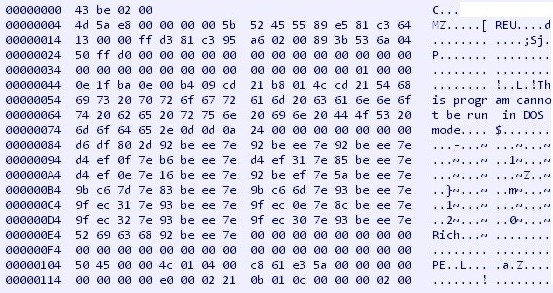 00000000 43 be 02 00 C...
00000004 4d 5a e8 00 00 00 00 5b 52 45 55 89 e5 81 c3 64 MZ.....[ REU....d
00000014 13 00 00 ff d3 81 c3 95 a6 02 00 89 3b 53 6a 04 ........ ....;Sj.
00000024 50 ff d0 00 00 00 00 00 00 00 00 00 00 00 00 00 P....... ........
00000034 00 00 00 00 00 00 00 00 00 00 00 00 00 01 00 00 ........ ........
00000044 0e 1f ba 0e 00 b4 09 cd 21 b8 01 4c cd 21 54 68 ........ !..L.!Th
00000054 69 73 20 70 72 6f 67 72 61 6d 20 63 61 6e 6e 6f is progr am canno
00000064 74 20 62 65 20 72 75 6e 20 69 6e 20 44 4f 53 20 t be run  in DOS
00000074 6d 6f 64 65 2e 0d 0d 0a 24 00 00 00 00 00 00 00 mode.... $.......
00000084 d6 df 80 2d 92 be ee 7e 92 be ee 7e 92 be ee 7e ...-...~ ...~...~
00000094 d4 ef 0f 7e b6 be ee 7e d4 ef 31 7e 85 be ee 7e ...~...~ ..1~...~
000000A4 d4 ef 0e 7e 16 be ee 7e 92 be ef 7e 5a be ee 7e ...~...~ ...~Z..~
000000B4 9b c6 7d 7e 83 be ee 7e 9b c6 6d 7e 93 be ee 7e ..}~...~ ..m~...~
000000C4 9f ec 31 7e 93 be ee 7e 9f ec 0e 7e 8c be ee 7e ..1~...~ ...~...~
000000D4 9f ec 32 7e 93 be ee 7e 9f ec 30 7e 93 be ee 7e ..2~...~ ..0~...~
000000E4 52 69 63 68 92 be ee 7e 00 00 00 00 00 00 00 00 Rich...~ ........
000000F4 00 00 00 00 00 00 00 00 00 00 00 00 00 00 00 00 ........ ........
00000104 50 45 00 00 4c 01 04 00 c8 61 e3 5a 00 00 00 00 PE..L... .a.Z....
00000114 00 00 00 00 e0 00 02 21 0b 01 0c 00 00 00 02 00 .......! ........